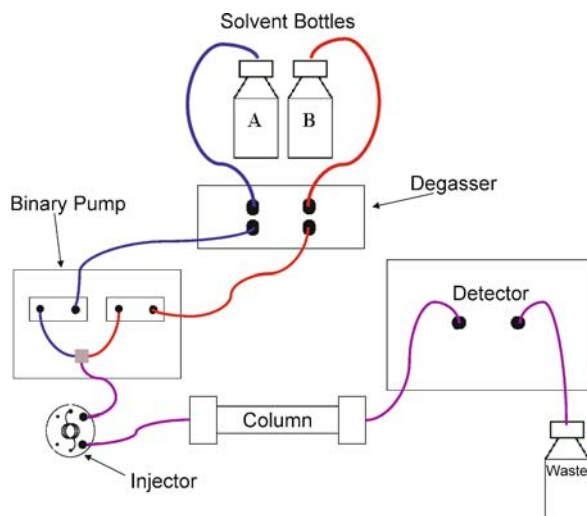 Solvent Bottles
A B
Degasser
Binary Pump
Detector
Column
Injector
Waste